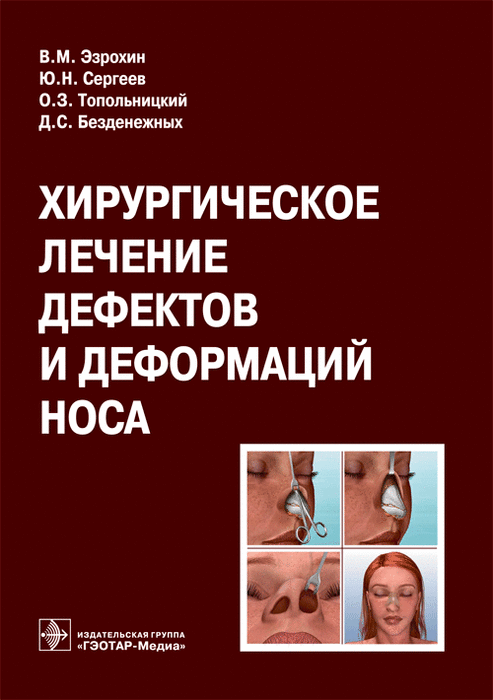 В.М. Эзрохин
Ю.Н. Сергеев
О.З. Топольницкий
Д.С. Безденежных
ХИРУРГИЧЕСКОЕ
ЛЕЧЕНИЕ
ДЕФЕКТОВ
И ДЕФОРМАЦИЙ
НОСА
ИЗДАТЕЛЬСКАЯ ГРУППА
«ГЭОТАР-Медиа»